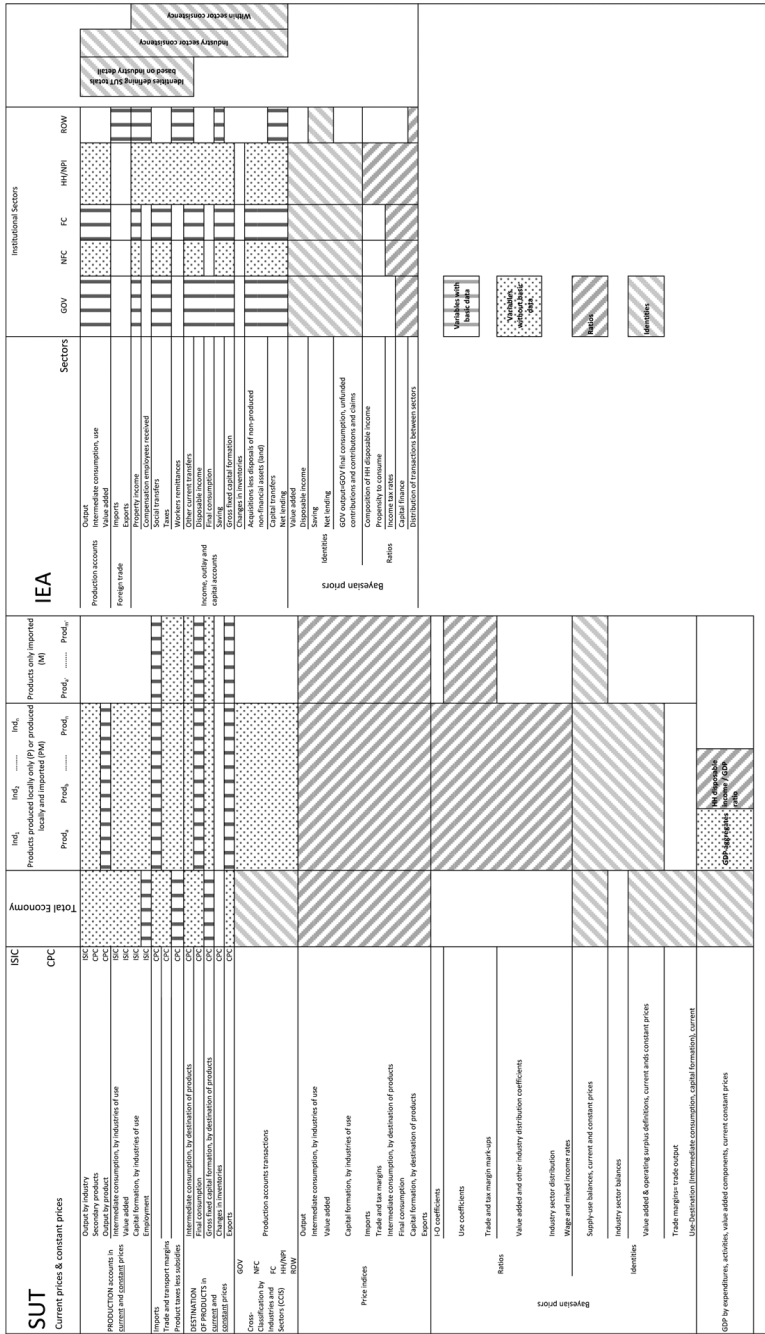 SUT
Current prices & constant prices
ISIC
CPC
Total Economy
Ind1 Ind2 ........ Indn
Products produced locally only (P) or produced
locally and imported (PM)
Products only imported
(M)
Proda Prodb ........ Prodn
Proda' ........ Prodn'
PRODUCTION accounts in
current and constant prices
Output by industry ISIC
Secondary products CPC
Output by product CPC
Intermediate consumption, by industries of use ISIC
Value added ISIC
Capital formation, by industries of use ISIC
Employment ISIC
Imports CPC
Trade and transport margins CPC
Product taxes less subsidies CPC
DESTINATION
OF PRODUCTS in
current and
constant prices
Intermediate consumption, by destination of products CPC
Final consumption CPC
Gross fixed capital formation, by destination of products CPC
Changes in inventories CPC
Exports CPC
Cross-
Classification by
Industries and
Sectors (CCIS)
GOV
NFC
FC
HH/NPI
ROW
Production accounts transactions
Price indices
Output
Intermediate consumption, by industries of use
Value added
Capital formation, by industries of use
Imports
Trade and tax margins
Intermediate consumption, by destination of products
Final consumption
Capital formation, by destination of products
Exports
Bayesian priors
Ratios
I-O coefficients
Use coefficients
Trade and tax margin mark-ups
Value added and other industry distribution coefficients
Industry sector distribution
Wage and mixed income rates
Identities
Supply-use balances, current and constant prices
Industry sector balances
Value added & operating surplus definitions, current ands constant prices
Trade margins= trade output
Use-Destination (Intermediate consumption, capital formation), current
GDP by expenditures, activities, value added components, current constant prices
GDP aggregates
HH disposable
income / GDP
ratio
IEA
Sectors
Institutional Sectors
GOV NFC FC HH/NPI ROW
Production accounts
Output
Intermediate consumption, use
Value added
Foreign trade
Imports
Exports
Income, outlay and
capital accounts
Property income
Compensation employees received
Social transfers
Taxes
Workers remittances
Other current transfers
Disposable income
Final consumption
Saving
Gross fixed capital formation
Changes in inventories
Acquisitions less disposals of non-produced
non-financial assets (land)
Capital transfers
Net lending
Bayesian priors
Identities
Value added
Disposable income
Saving
Net lending
GOV output=GOV final consumption, unfunded
contributions and contributons and claims
Ratios
Composition of HH disposable income
Propensity to consume
Income tax rates
Capital finance
Distribution of transactions between sectors
Identities defining SUT totals
based on industry detail
Industry sector consistency
Within sector consistency
Variables with
basic data
Variables
without basic
data
Ratios
Identities